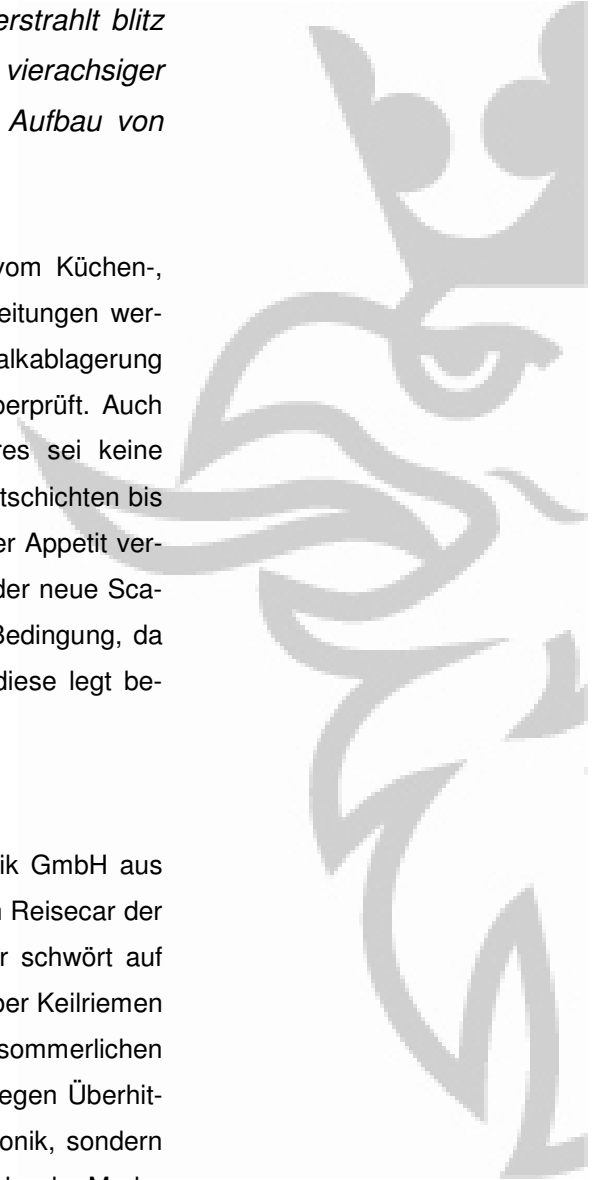 erstrahlt blitz
vierachsiger
Aufbau von
vom Küchen-,
eitungen wer-
alkablagerung
berprüft. Auch
res sei keine
tschichten bis
er Appetit ver-
der neue Sca-
Bedingung, da
diese legt be-
ik GmbH aus
n Reisecar der
r schwört auf
ber Keilriemen
sommerlichen
egen Überhit-
onik, sondern